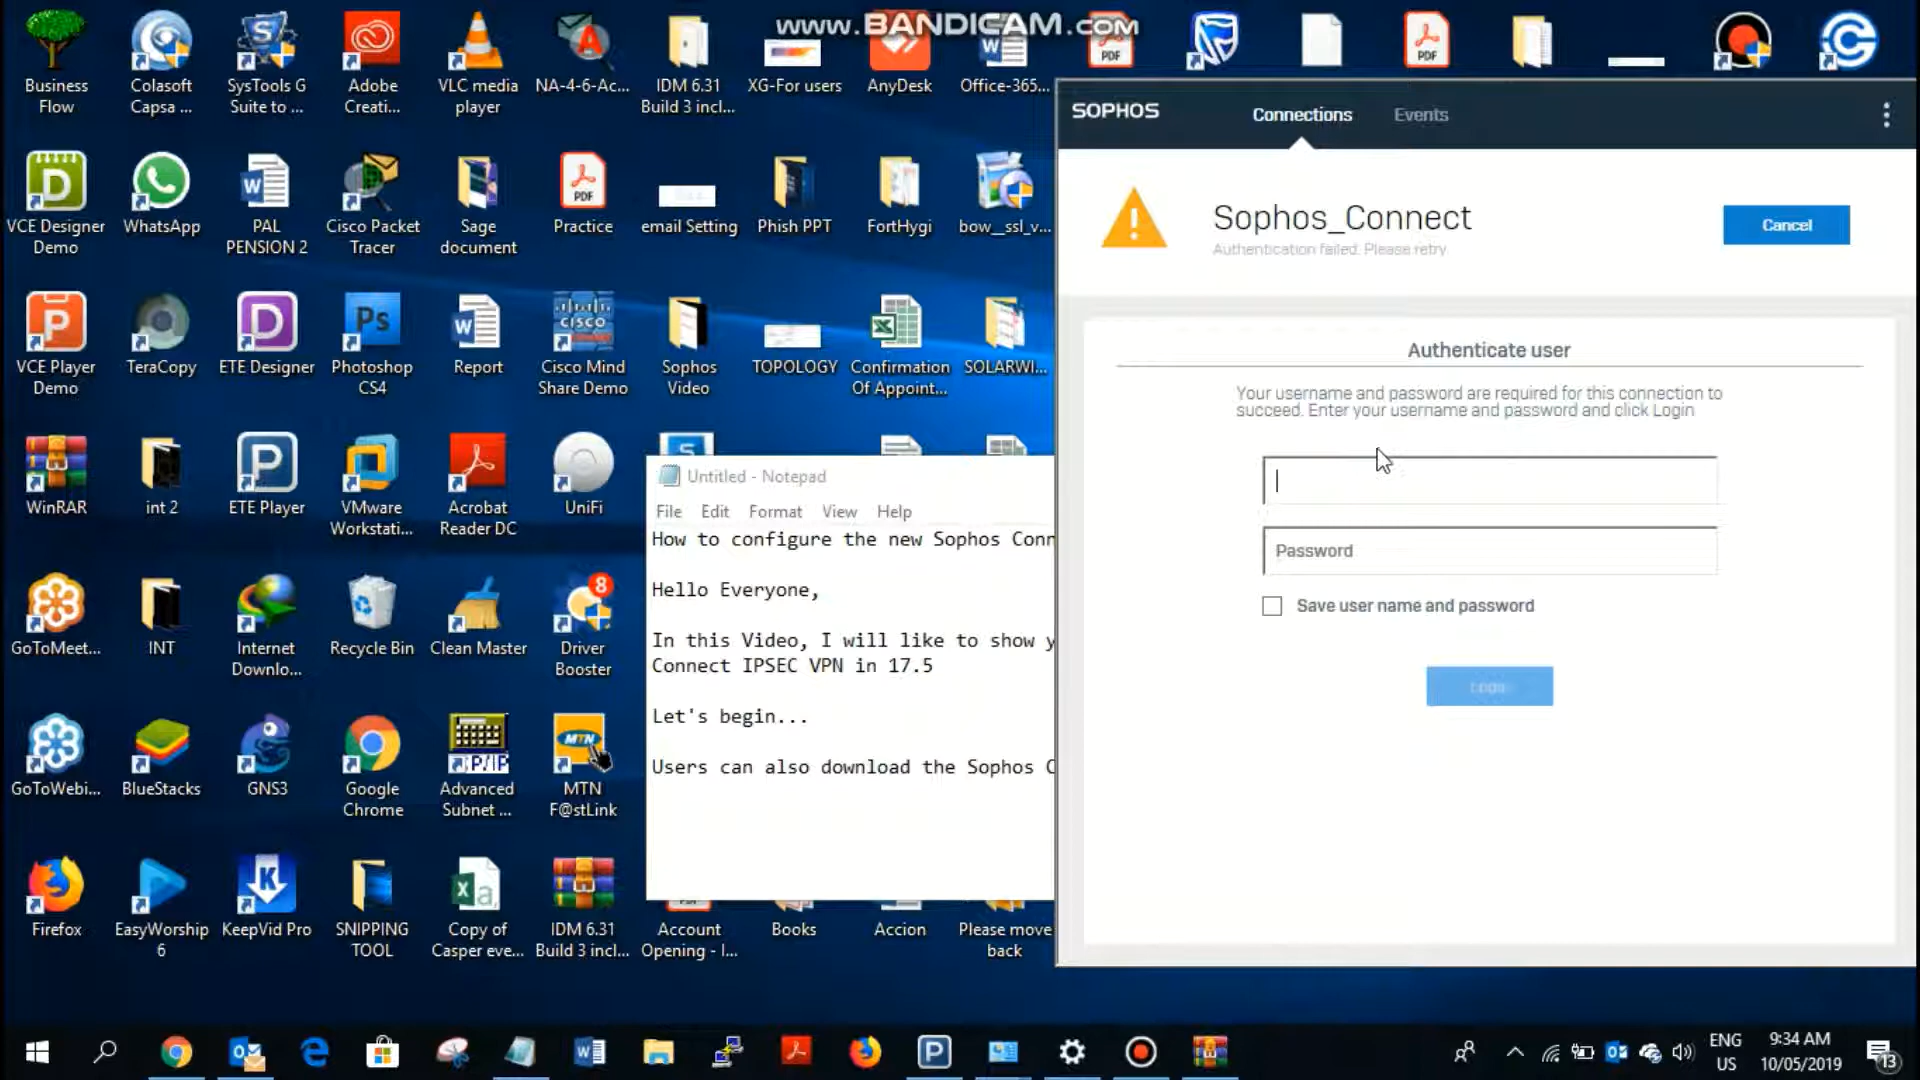 www.BANDICAM.com
Business
Flow
Colasoft
Capsa ...
SysTools G
Suite to ...
Adobe
Creati...
VLC media
player
NA-4-6-Ac...
IDM 6.31
Build 3 incl...
XG-For users
AnyDesk
Office-365...
VCE Designer
Demo
WhatsApp
PAL
PENSION 2
Cisco Packet
Tracer
Sage
document
Practice
email Setting
Phish PPT
FortHygi
bow__ssl_v...
VCE Player
Demo
TeraCopy
ETE Designer
Photoshop
CS4
Report
Cisco Mind
Share Demo
Sophos
Video
TOPOLOGY
Confirmation
Of Appoint...
SOLARWI...
WinRAR
int 2
ETE Player
VMware
Workstati...
Acrobat
Reader DC
UniFi
GoToMeet...
INT
Internet
Downlo...
Recycle Bin
Clean Master
Driver
Booster
8
GoToWebi...
BlueStacks
GNS3
Google
Chrome
Advanced
Subnet ...
MTN
F@stLink
Firefox
EasyWorship
6
KeepVid Pro
SNIPPING
TOOL
Copy of
Casper eve...
IDM 6.31
Build 3 incl...
Account
Opening - I...
Books
Accion
Please move
back
Untitled - Notepad
File Edit Format View Help
How to configure the new Sophos Conn
Hello Everyone,
In this Video, I will like to show y
Connect IPSEC VPN in 17.5
Let's begin...
Users can also download the Sophos C
SOPHOS
Connections
Events
Sophos_Connect
Authentication failed. Please retry
Cancel
Authenticate user
Your username and password are required for this connection to
succeed. Enter your username and password and click Login
Password
Save user name and password
Login
ENG
US
9:34 AM
10/05/2019
13